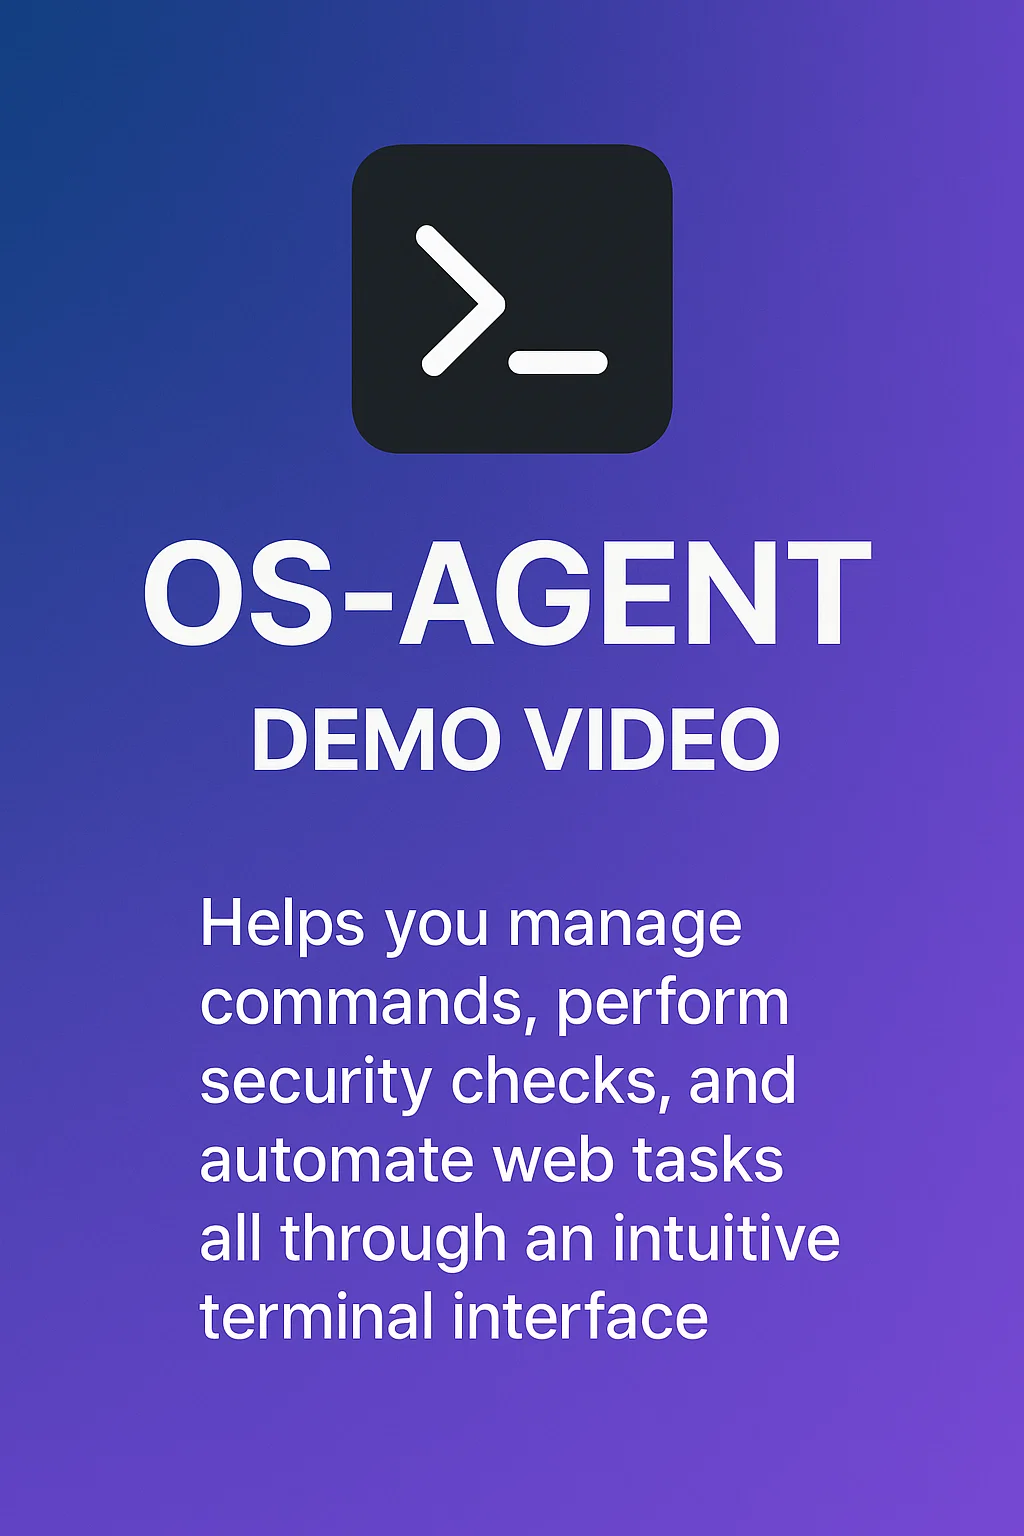 OS-AGENT
DEMO VIDEO
Helps you manage
commands, perform
security checks, and
automate web tasks
all through an intuitive
terminal interface